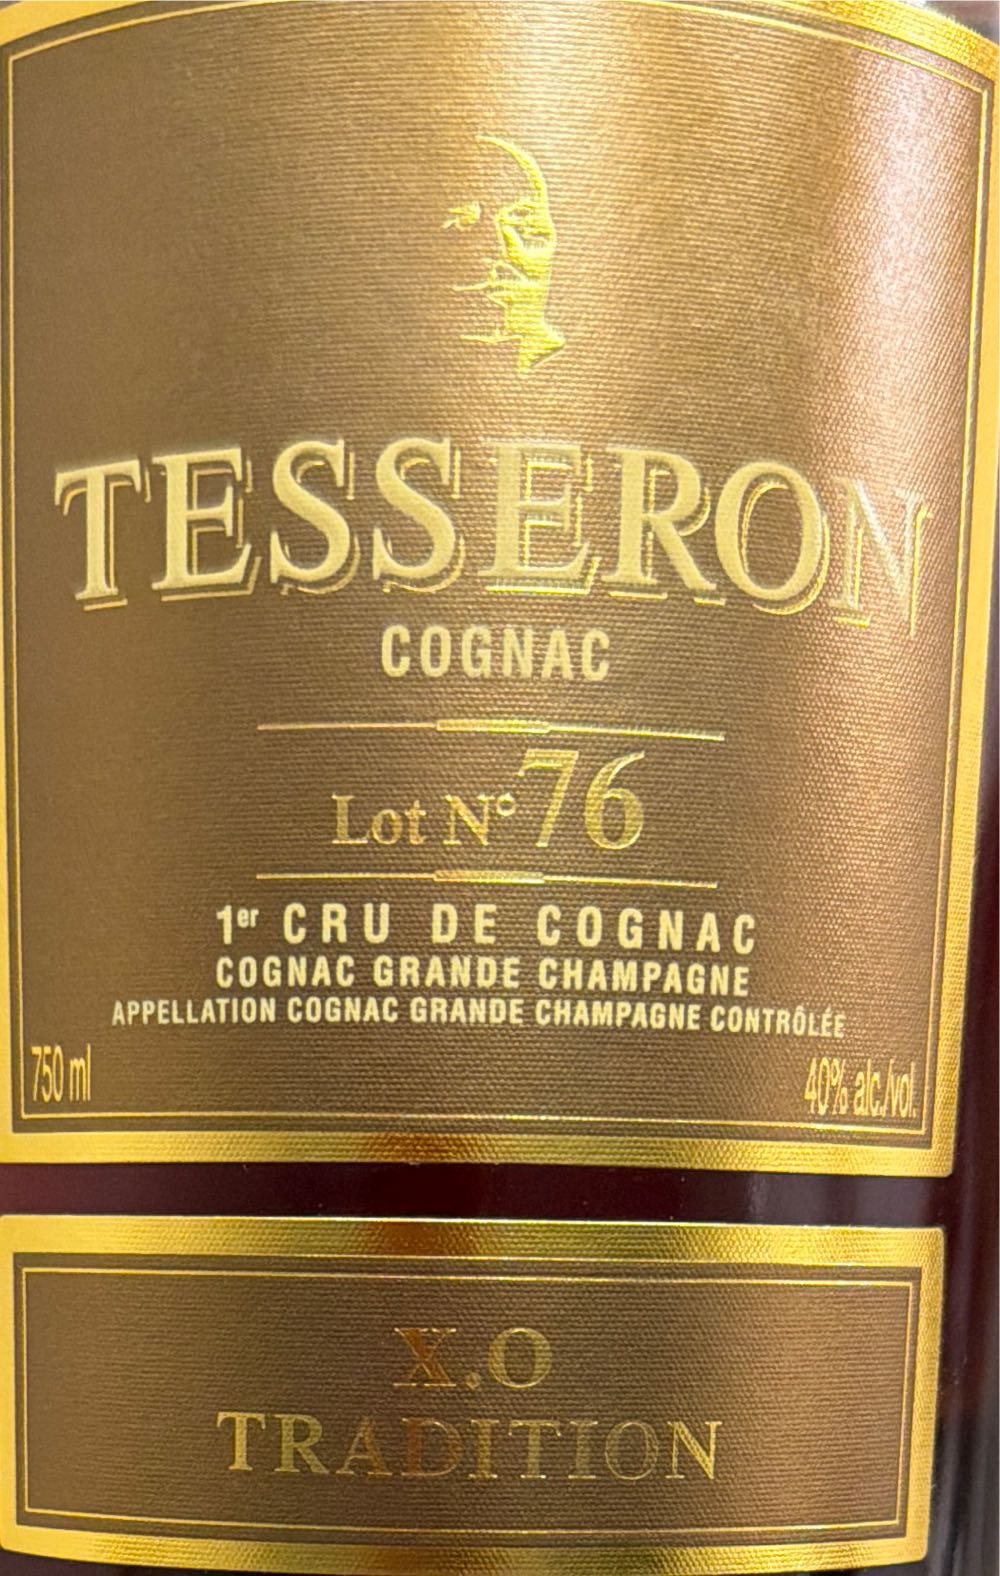 TESSERON
COGNAC
Lot N° 76
1er CRU DE COGNAC
COGNAC GRANDE CHAMPAGNE
APPELLATION COGNAC GRANDE CHAMPAGNE CONTRÔLÉE
750 ml 40% alc./vol.
X.O
TRADITION